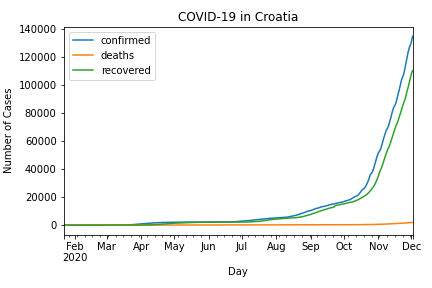 COVID-19 in Croatia
confirmed
deaths
recovered
Number of Cases
140000
120000
100000
80000
60000
40000
20000
0
Feb Mar Apr May Jun Jul Aug Sep Oct Nov Dec
2020
Day